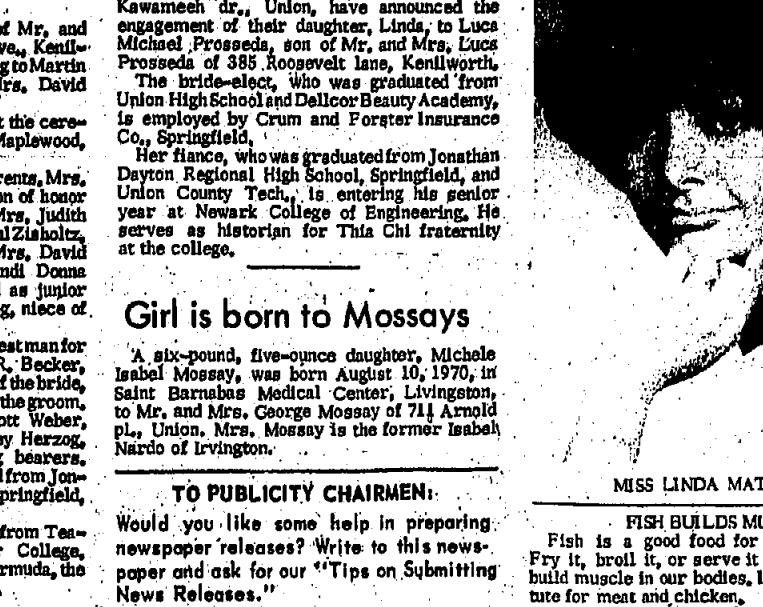 of Mr. and
ve., Kenil-
g to Martin
rs. David
t the cere-
Maplewood.
rents, Mrs.
on of honor
Mrs. Judith
l Zisholtz,
Mrs. David
ndi Donna
as junior
g, niece of
est man for
R. Becker,
f the bride,
the groom,
ott Weber,
y Herzog,
g bearers.
from Jon-
pringfield,
from Tea-
r College,
rmuda, the
Kawameeh dr., Union, have announced the
engagement of their daughter, Linda, to Luca
Michael Prosseda, son of Mr. and Mrs. Luca
Prosseda of 385 Roosevelt lane, Kenilworth.
The bride-elect, who was graduated from
Union High School and Dellcor Beauty Academy,
is employed by Crum and Forster Insurance
Co., Springfield.
Her fiance, who was graduated from Jonathan
Dayton Regional High School, Springfield, and
Union County Tech., is entering his senior
year at Newark College of Engineering. He
serves as historian for Thia Chi fraternity
at the college.
Girl is born to Mossays
A six-pound, five-ounce daughter, Michele
Isabel Mossay, was born August 10, 1970, in
Saint Barnabas Medical Center, Livingston,
to Mr. and Mrs. George Mossay of Arnold
pl., Union. Mrs. Mossay is the former Isabel
Nardo of Irvington.
TO PUBLICITY CHAIRMEN:
Would you like some help in preparing
newspaper releases? Write to this news-
paper and ask for our "Tips on Submitting
News Releases."
MISS LINDA MAT
FISH BUILDS MU
Fish is a good food for
Fry it, broil it, or serve it
build muscle in our bodies.
tute for meat and chicken.